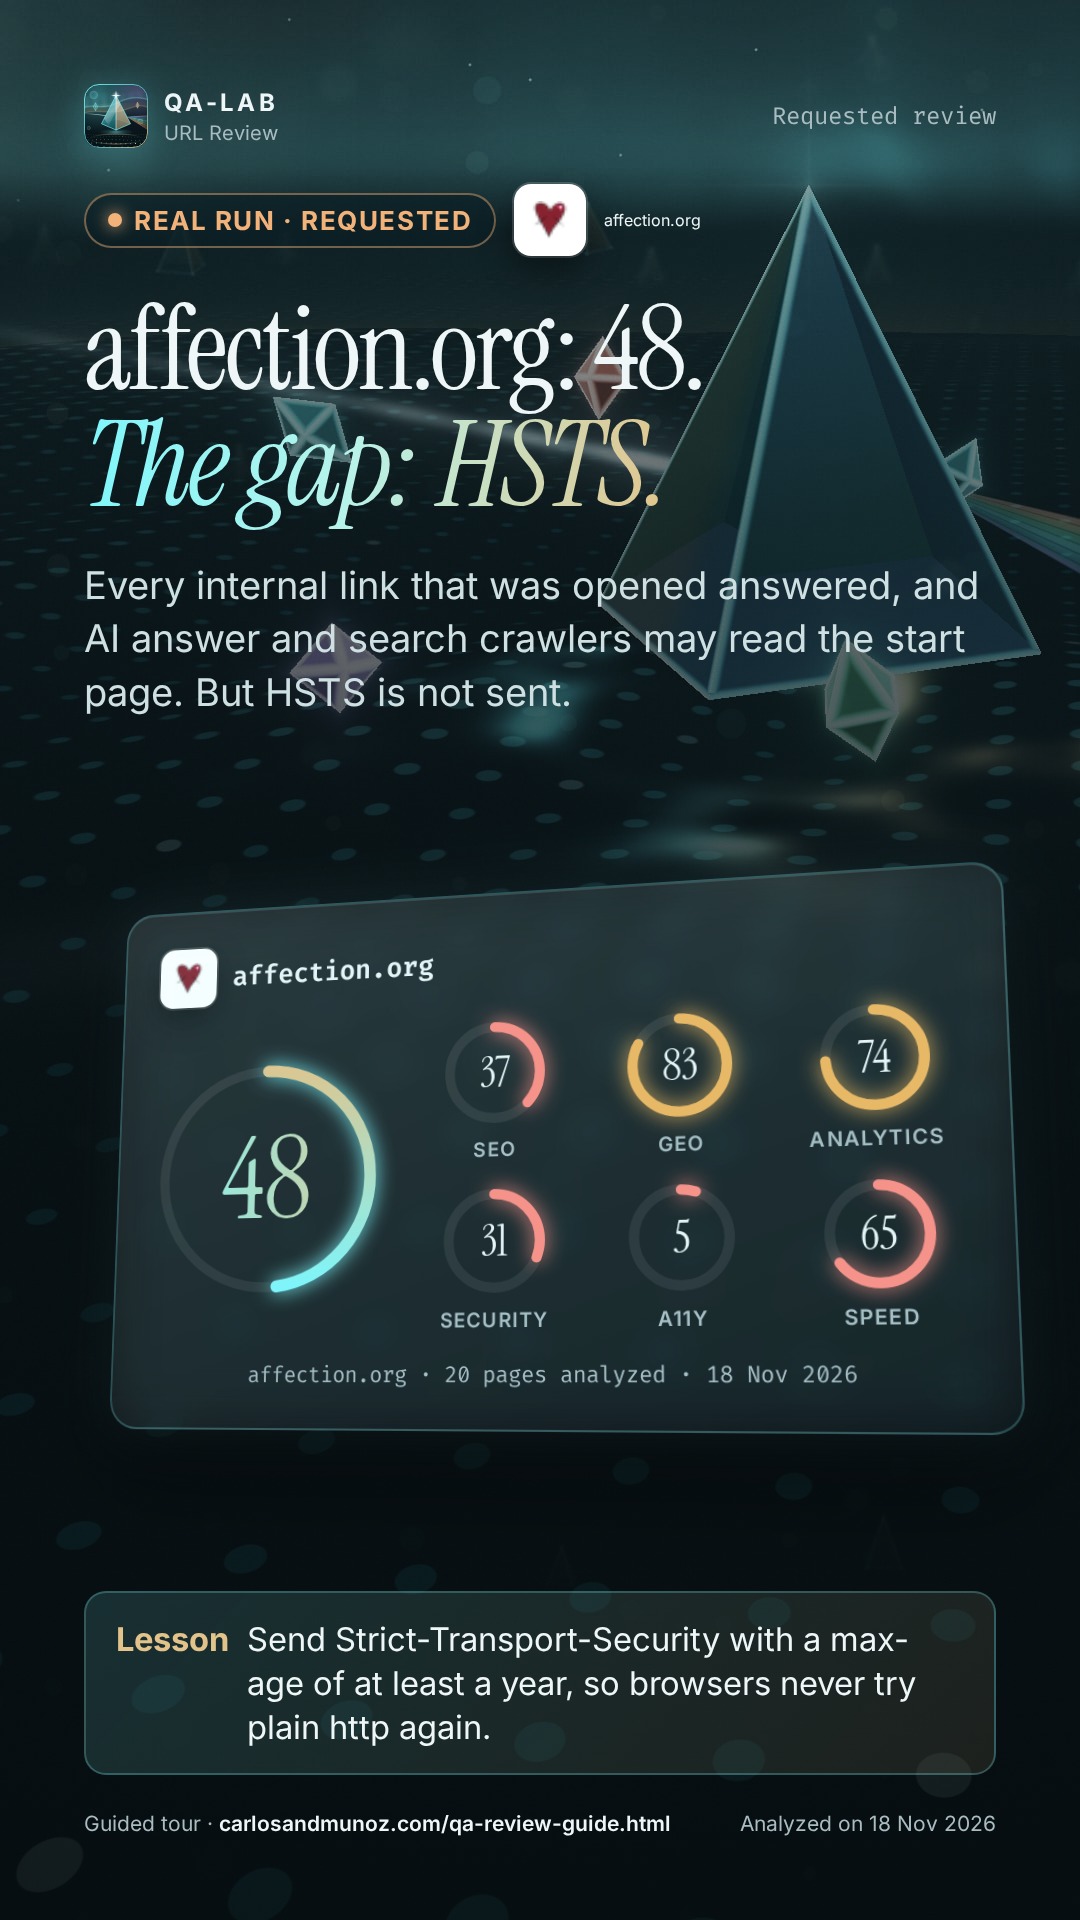 QA-LAB
URL Review
Requested review
REAL RUN · REQUESTED
affection.org
affection.org: 48.
The gap: HSTS.
Every internal link that was opened answered, and
AI answer and search crawlers may read the start
page. But HSTS is not sent.
affection.org
48
37
SEO
83
GEO
74
ANALYTICS
31
SECURITY
5
A11Y
65
SPEED
affection.org · 20 pages analyzed · 18 Nov 2026
Lesson Send Strict-Transport-Security with a max-
age of at least a year, so browsers never try
plain http again.
Guided tour · carlosandmunoz.com/qa-review-guide.html
Analyzed on 18 Nov 2026